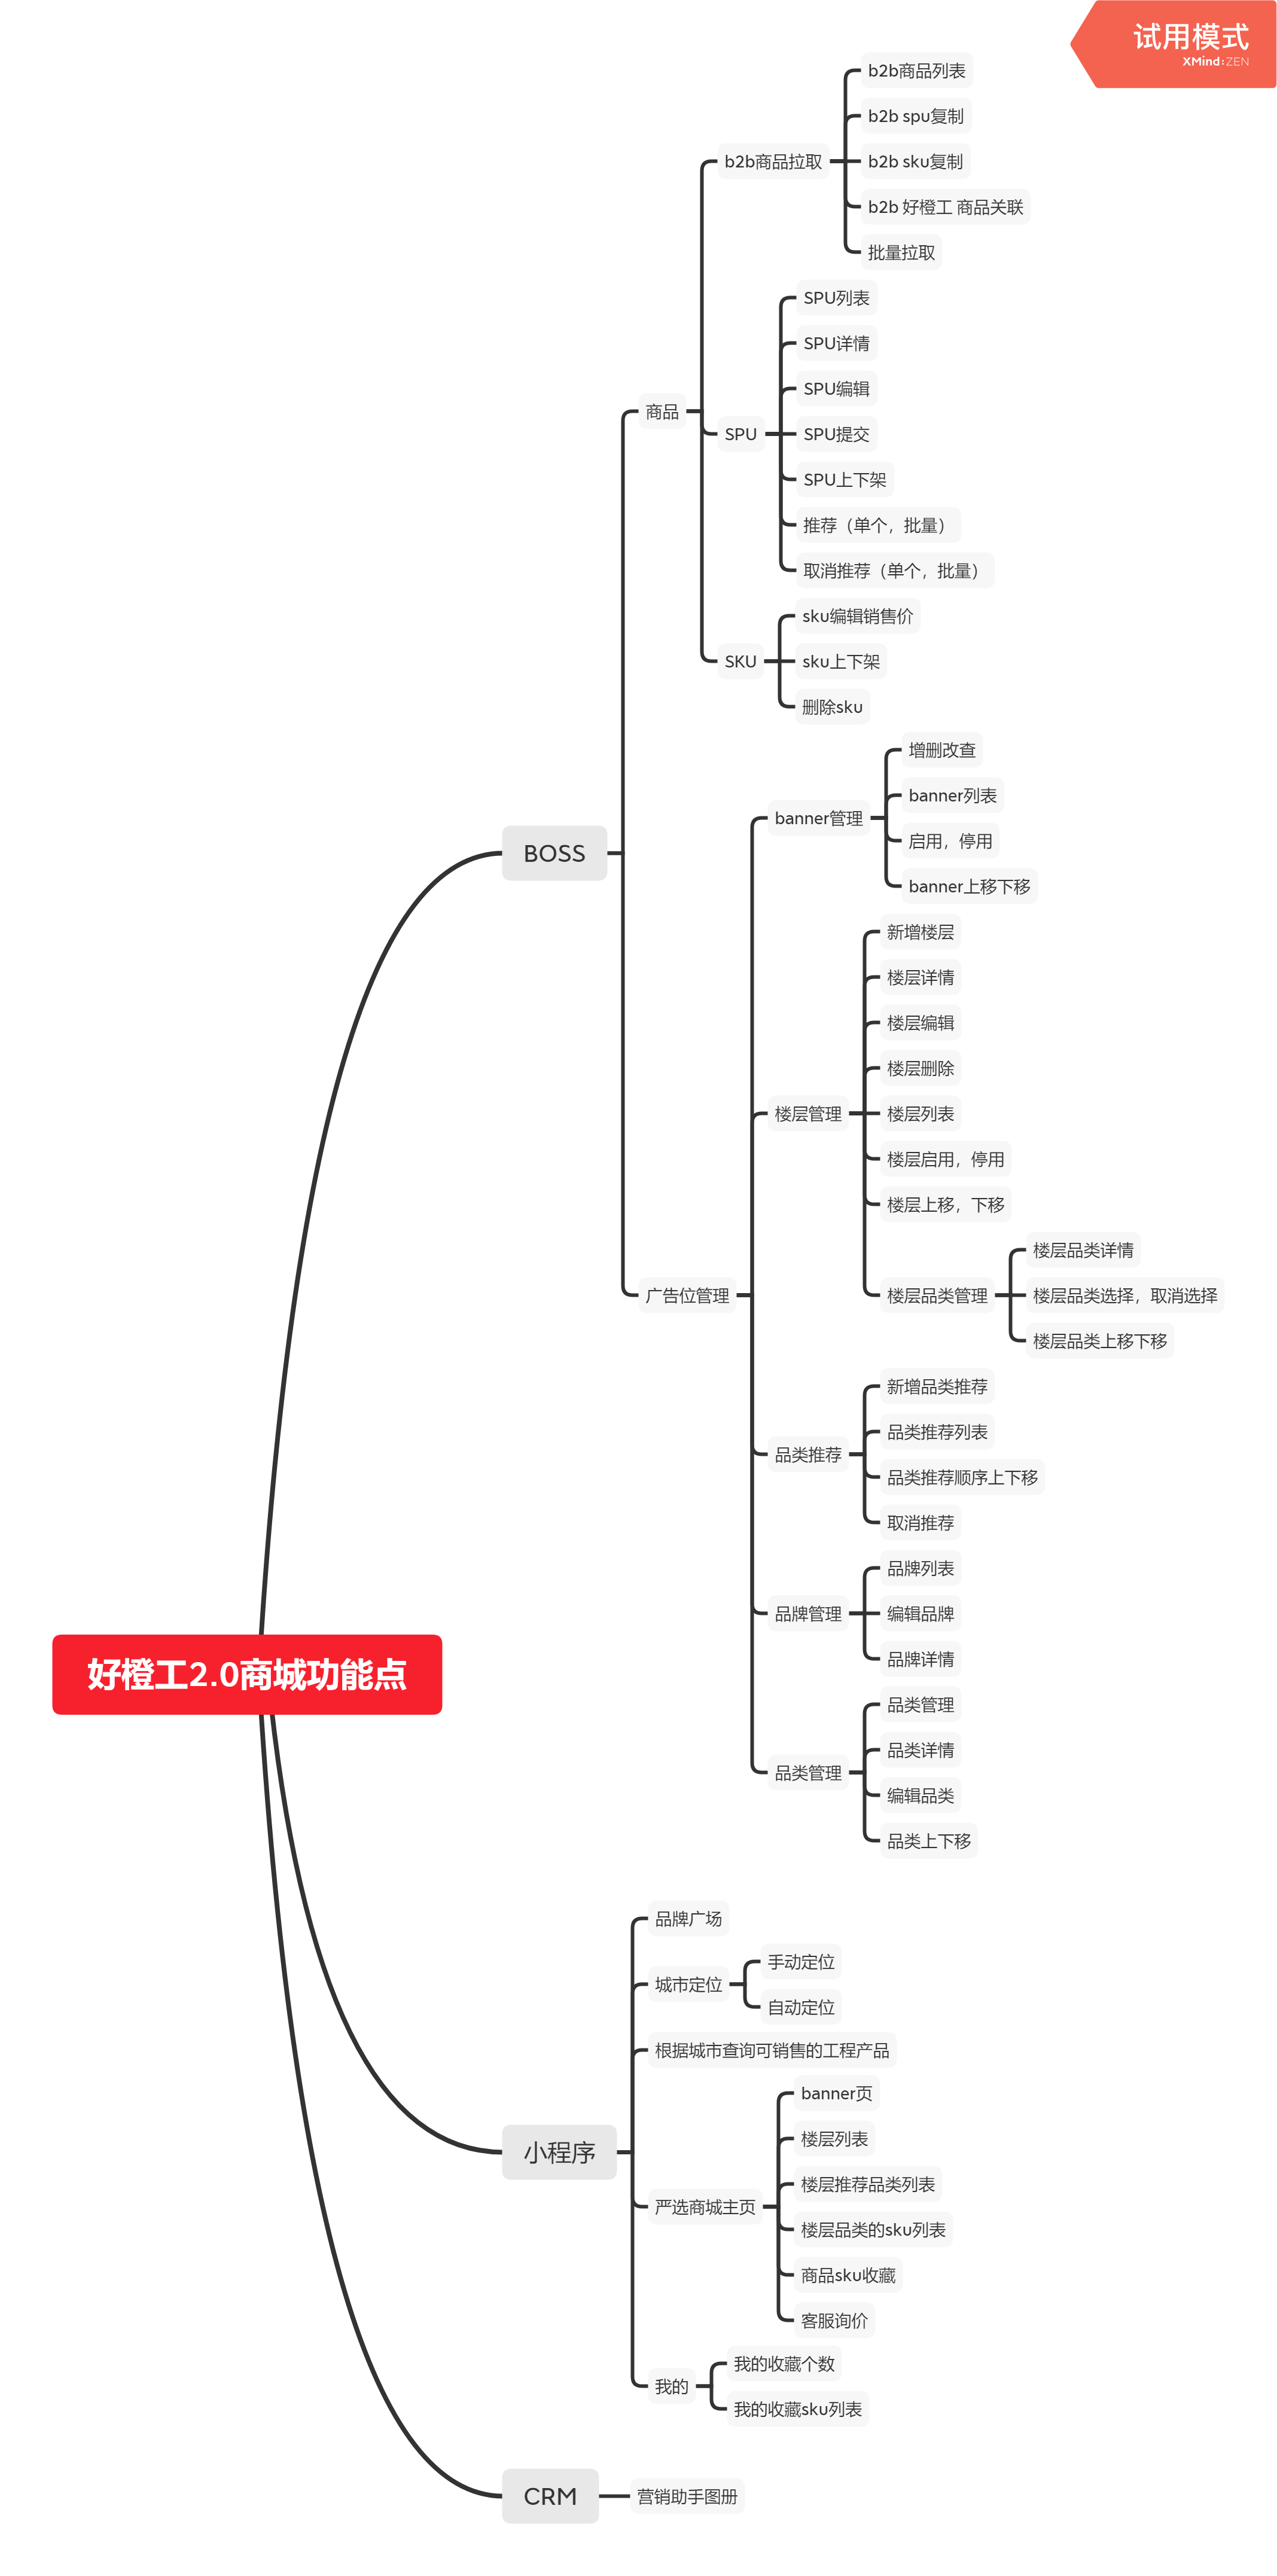 试用模式
XMind:ZEN
好橙工2.0商城功能点
BOSS
商品
b2b商品拉取
b2b商品列表
b2b spu复制
b2b sku复制
b2b 好橙工 商品关联
批量拉取
SPU
SPU列表
SPU详情
SPU编辑
SPU提交
SPU上下架
推荐（单个，批量）
取消推荐（单个，批量）
SKU
sku编辑销售价
sku上下架
删除sku
广告位管理
banner管理
增删改查
banner列表
启用，停用
banner上移下移
楼层管理
新增楼层
楼层详情
楼层编辑
楼层删除
楼层列表
楼层启用，停用
楼层上移，下移
楼层品类管理
楼层品类详情
楼层品类选择，取消选择
楼层品类上移下移
品类推荐
新增品类推荐
品类推荐列表
品类推荐顺序上下移
取消推荐
品牌管理
品牌列表
编辑品牌
品牌详情
品类管理
品类管理
品类详情
编辑品类
品类上下移
小程序
品牌广场
城市定位
手动定位
自动定位
根据城市查询可销售的工程产品
严选商城主页
banner页
楼层列表
楼层推荐品类列表
楼层品类的sku列表
商品sku收藏
客服询价
我的
我的收藏个数
我的收藏sku列表
CRM
营销助手图册